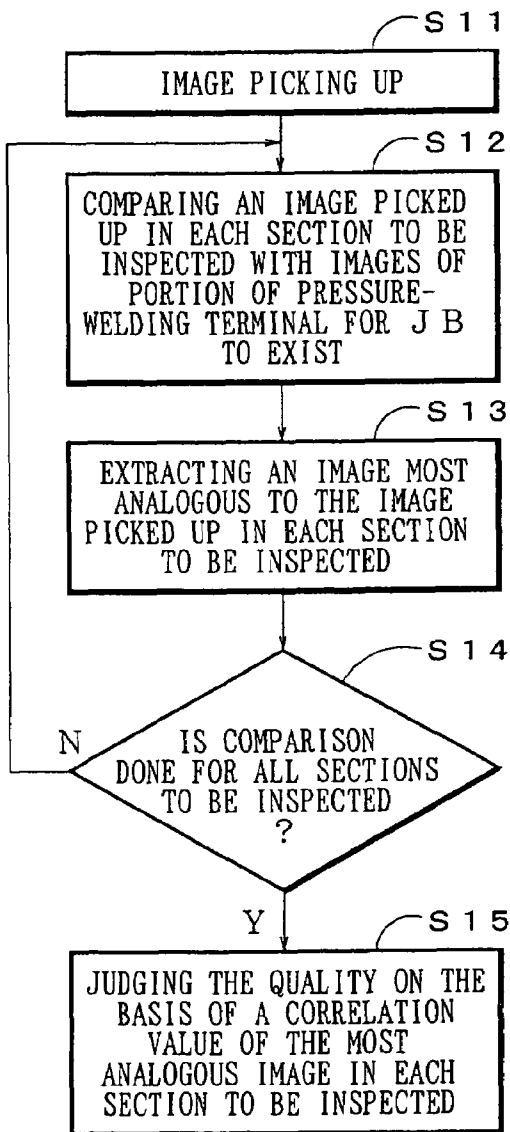 S11
IMAGE PICKING UP
S12
COMPARING AN IMAGE PICKED
UP IN EACH SECTION TO BE
INSPECTED WITH IMAGES OF
PORTION OF PRESSURE-
WELDING TERMINAL FOR JB
TO EXIST
S13
EXTRACTING AN IMAGE MOST
ANALOGOUS TO THE IMAGE
PICKED UP IN EACH SECTION
TO BE INSPECTED
S14
N
IS COMPARISON
DONE FOR ALL SECTIONS
TO BE INSPECTED
?
Y
S15
JUDGING THE QUALITY ON THE
BASIS OF A CORRELATION
VALUE OF THE MOST
ANALOGOUS IMAGE IN EACH
SECTION TO BE INSPECTED